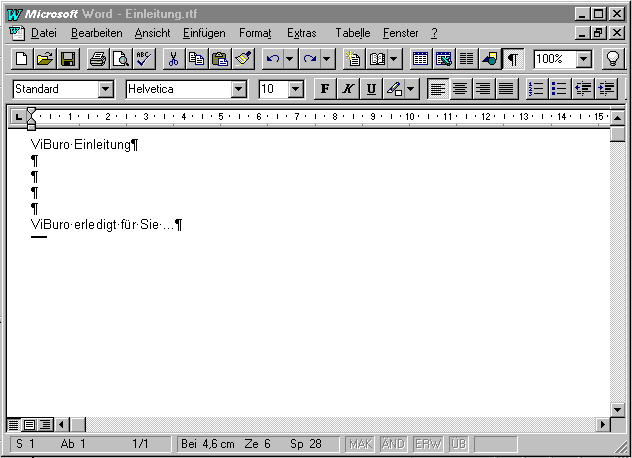 Microsoft Word - Einleitung.rtf
Datei Bearbeiten Ansicht Einfügen Format Extras Tabelle Fenster ?
ABC ¶ 100%
Standard Helvetica 10 F K U
L 1 2 3 4 5 6 7 8 9 10 11 12 13 14 15
ViBuro·Einleitung¶
¶
¶
¶
¶
ViBuro·erledigt·für·Sie·...¶
S 1 Ab 1 1/1 Bei 4,6 cm Ze 6 Sp 28 MAK ÄND ERW ÜB